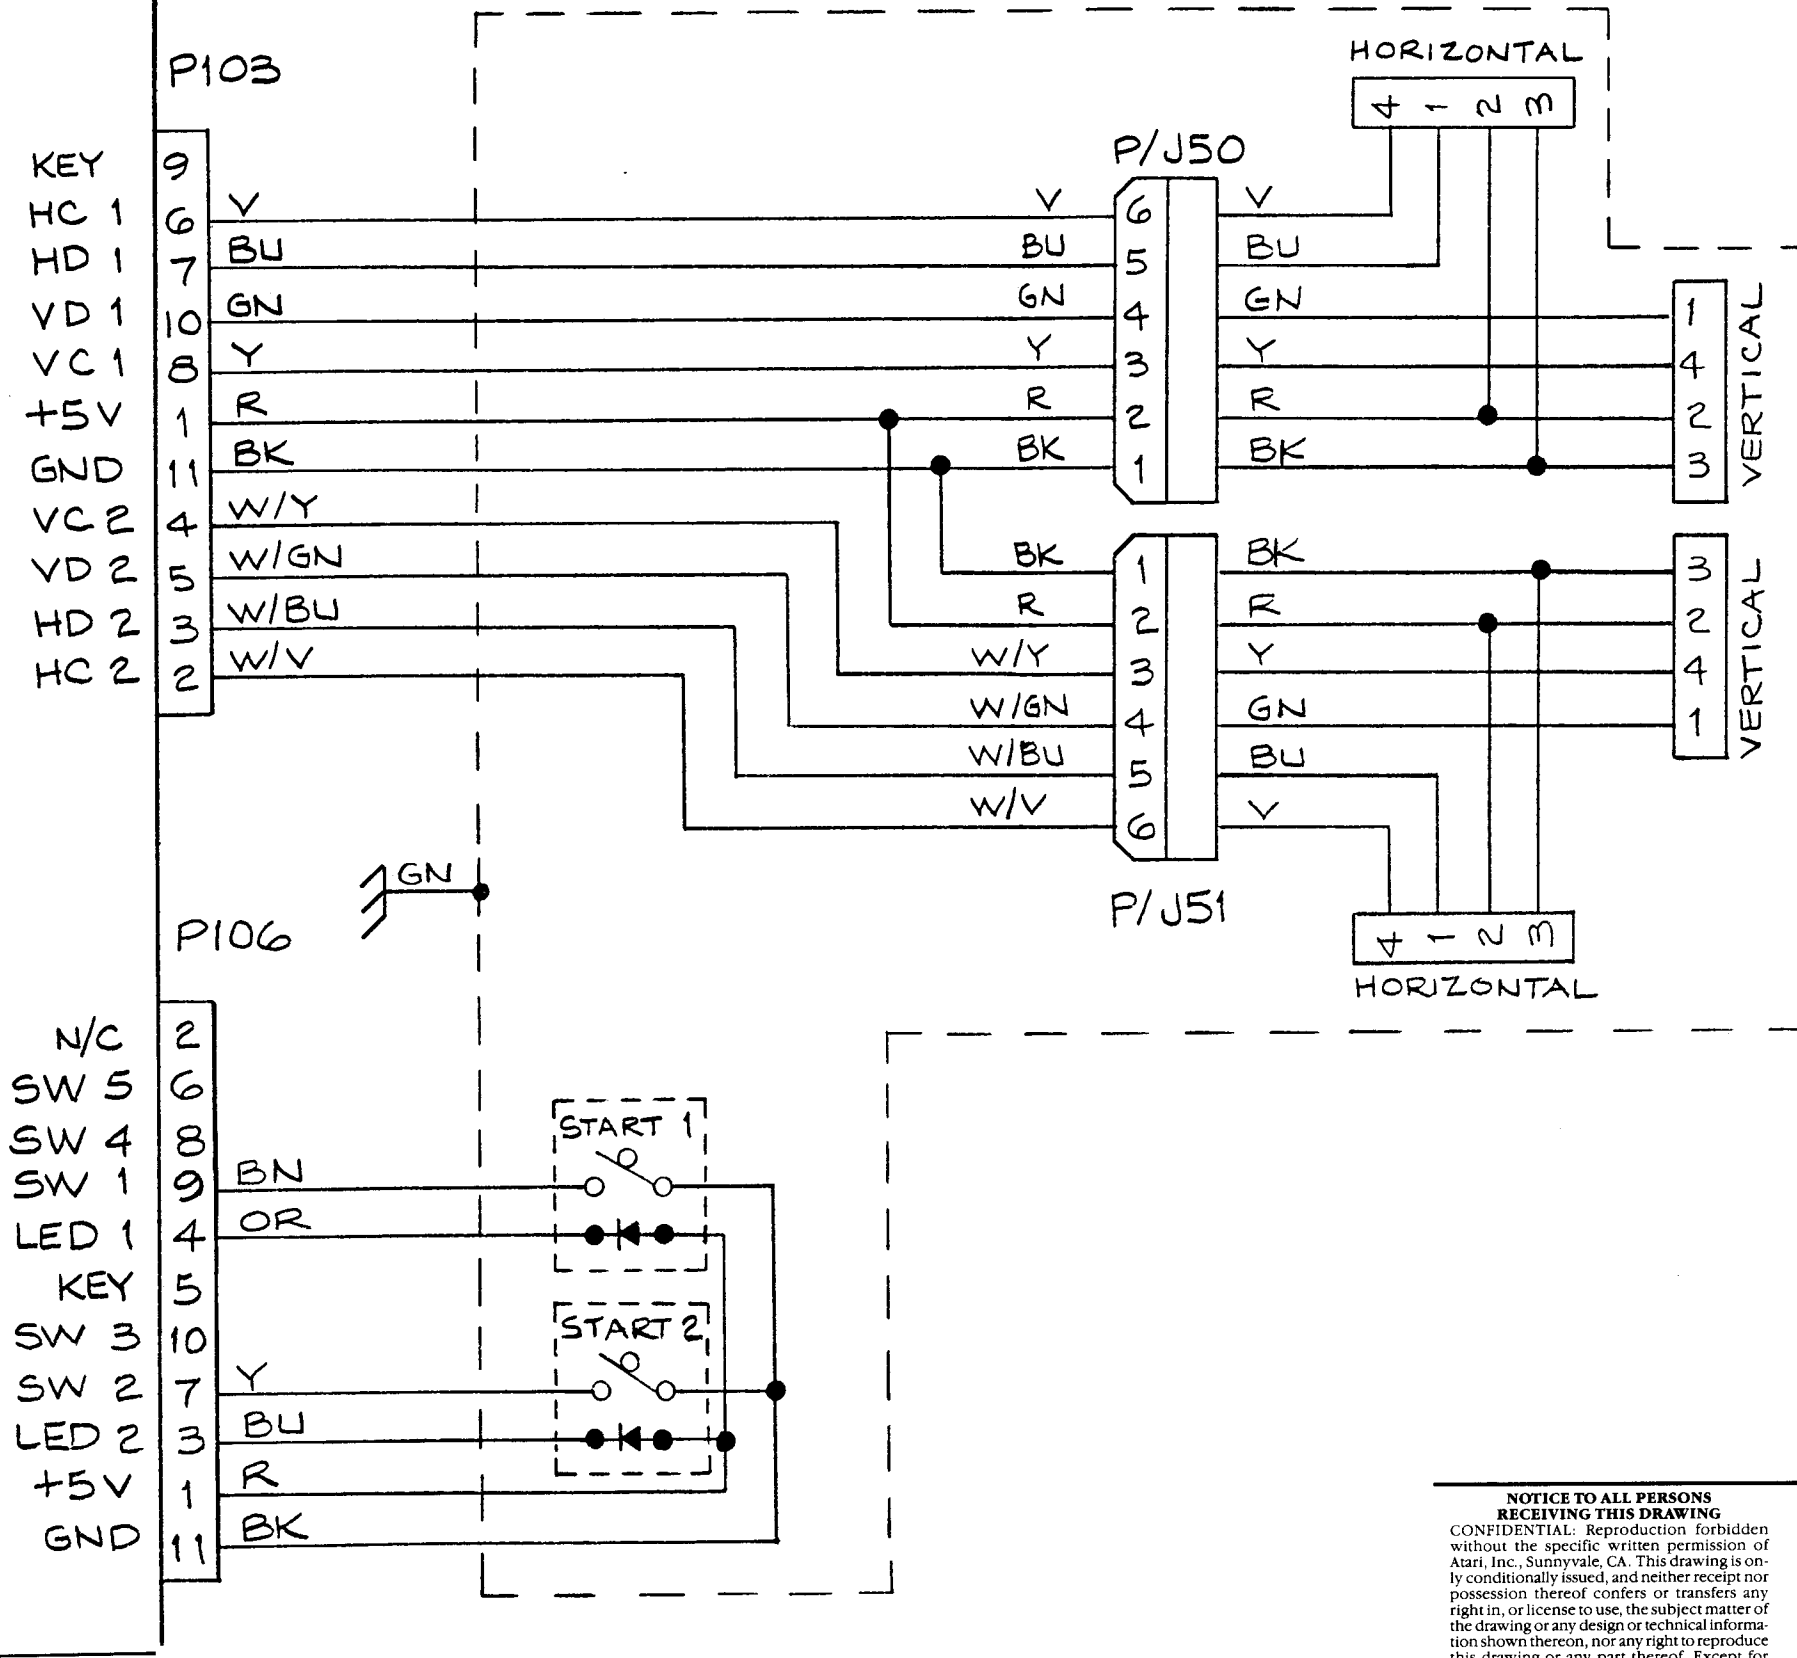 P103
HORIZONTAL
4 1 2 3
P/J50
KEY 9
HC 1 6 V V 6 V
HD 1 7 BU BU 5 BU
VD 1 10 GN GN 4 GN 1
VC 1 8 Y Y 3 Y 4
+5V 1 R R 2 R 2
GND 11 BK BK 1 BK 3
VERTICAL
VC 2 4 W/Y
VD 2 5 W/GN
HD 2 3 W/BU
HC 2 2 W/V
BK 1 BK 3
R 2 R 2
W/Y 3 Y 4
W/GN 4 GN 1
W/BU 5 BU
W/V 6 V
VERTICAL
P/J51
4 1 2 3
HORIZONTAL
GN
P106
N/C 2
SW 5 6
SW 4 8
SW 1 9 BN
LED 1 4 OR
KEY 5
SW 3 10
SW 2 7 Y
LED 2 3 BU
+5V 1 R
GND 11 BK
START 1
START 2
NOTICE TO ALL PERSONS
RECEIVING THIS DRAWING
CONFIDENTIAL: Reproduction forbidden
without the specific written permission of
Atari, Inc., Sunnyvale, CA. This drawing is on-
ly conditionally issued, and neither receipt nor
possession thereof confers or transfers any
right in, or license to use, the subject matter of
the drawing or any design or technical informa-
tion shown thereon, nor any right to reproduce
this drawing or any part thereof. Except for